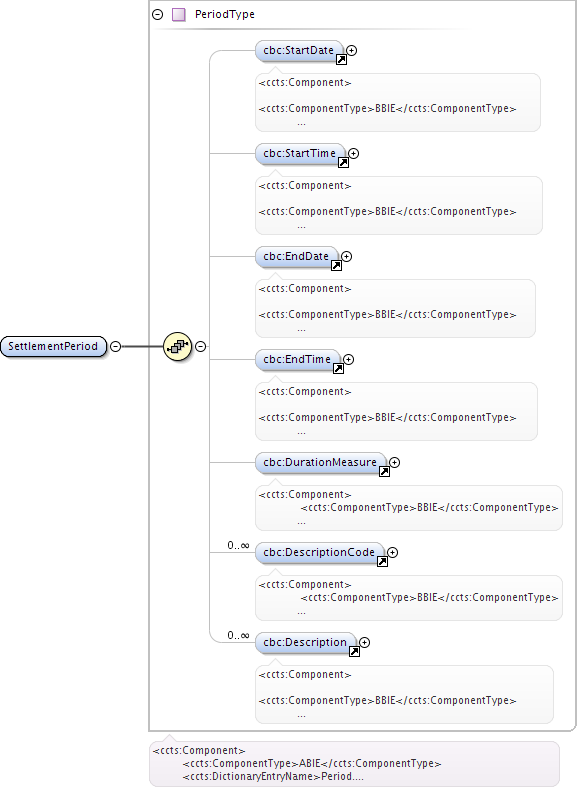 PeriodType
cbc:StartDate
<ccts:Component>
<ccts:ComponentType>BBIE</ccts:ComponentType>
...
cbc:StartTime
<ccts:Component>
<ccts:ComponentType>BBIE</ccts:ComponentType>
...
cbc:EndDate
<ccts:Component>
<ccts:ComponentType>BBIE</ccts:ComponentType>
...
SettlementPeriod
cbc:EndTime
<ccts:Component>
<ccts:ComponentType>BBIE</ccts:ComponentType>
...
cbc:DurationMeasure
<ccts:Component>
<ccts:ComponentType>BBIE</ccts:ComponentType>
...
0..∞
cbc:DescriptionCode
<ccts:Component>
<ccts:ComponentType>BBIE</ccts:ComponentType>
...
0..∞
cbc:Description
<ccts:Component>
<ccts:ComponentType>BBIE</ccts:ComponentType>
...
<ccts:Component>
<ccts:ComponentType>ABIE</ccts:ComponentType>
<ccts:DictionaryEntryName>Period....